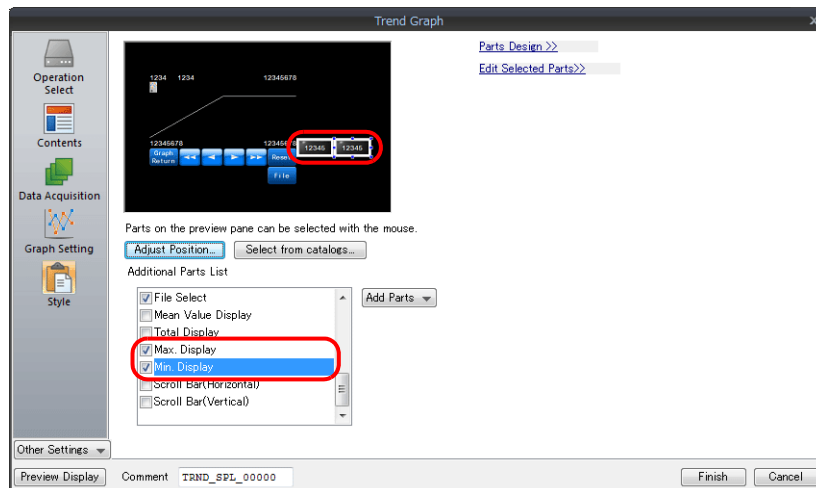 Trend Graph
Operation
Select
Contents
Data Acquisition
Graph Setting
Style
Other Settings
1234 1234 12345678
12345678 12345678
12345 12345
Graph
Return
Reset
File
Parts Design >>
Edit Selected Parts>>
Parts on the preview pane can be selected with the mouse.
Adjust Position... Select from catalogs...
Additional Parts List
File Select
Mean Value Display
Total Display
Max. Display
Min. Display
Scroll Bar(Horizontal)
Scroll Bar(Vertical)
Add Parts
Preview Display Comment TRND_SPL_00000 Finish Cancel